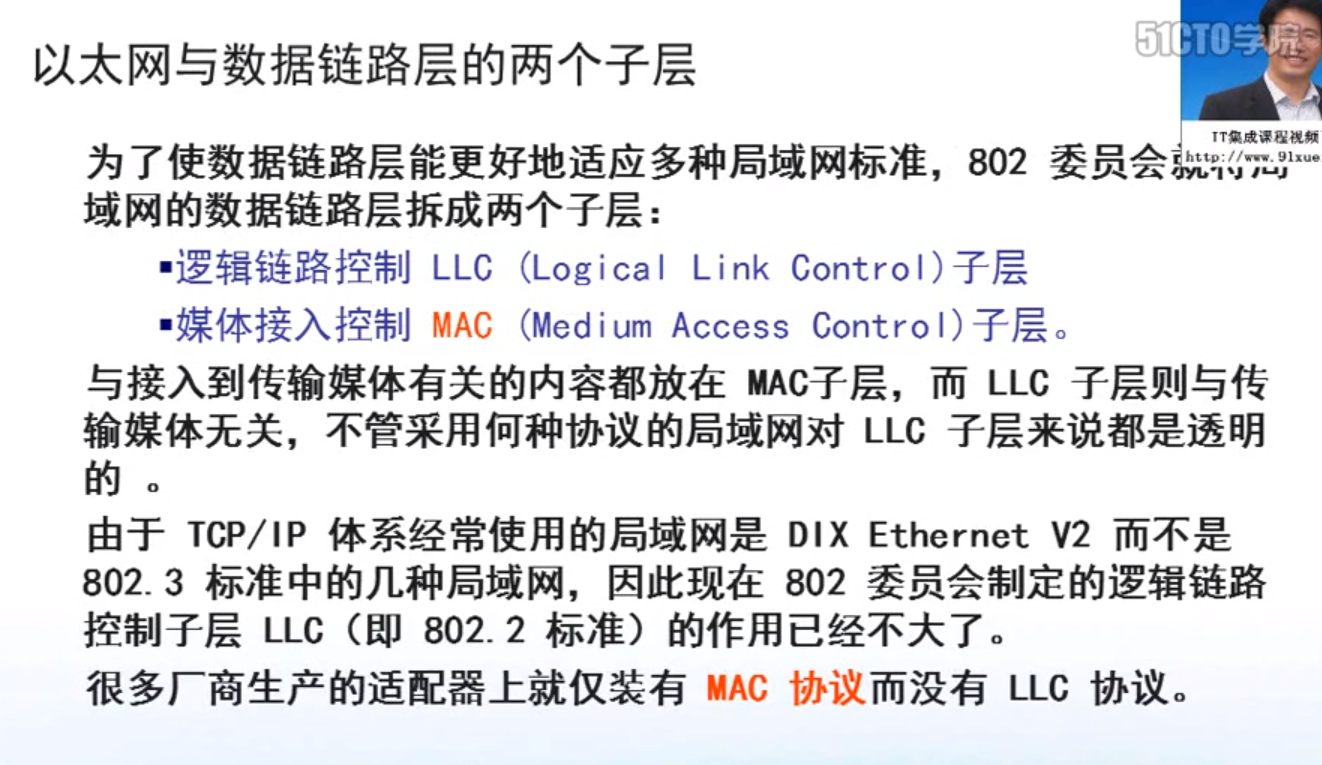 以太网与数据链路层的两个子层
51CTO学院
IT集成课程视频
http://www.91xue
为了使数据链路层能更好地适应多种局域网标准，802 委员会就将局
域网的数据链路层拆成两个子层：
▪逻辑链路控制 LLC (Logical Link Control)子层
▪媒体接入控制 MAC (Medium Access Control)子层。
与接入到传输媒体有关的内容都放在 MAC子层，而 LLC 子层则与传
输媒体无关，不管采用何种协议的局域网对 LLC 子层来说都是透明
的 。
由于 TCP/IP 体系经常使用的局域网是 DIX Ethernet V2 而不是
802.3 标准中的几种局域网，因此现在 802 委员会制定的逻辑链路
控制子层 LLC（即 802.2 标准）的作用已经不大了。
很多厂商生产的适配器上就仅装有 MAC 协议而没有 LLC 协议。